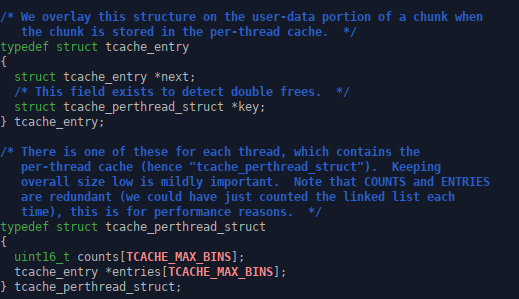 /* We overlay this structure on the user-data portion of a chunk when
   the chunk is stored in the per-thread cache.  */
typedef struct tcache_entry
{
  struct tcache_entry *next;
  /* This field exists to detect double frees.  */
  struct tcache_perthread_struct *key;
} tcache_entry;

/* There is one of these for each thread, which contains the
   per-thread cache (hence "tcache_perthread_struct").  Keeping
   overall size low is mildly important.  Note that COUNTS and ENTRIES
   are redundant (we could have just counted the linked list each
   time), this is for performance reasons.  */
typedef struct tcache_perthread_struct
{
  uint16_t counts[TCACHE_MAX_BINS];
  tcache_entry *entries[TCACHE_MAX_BINS];
} tcache_perthread_struct;